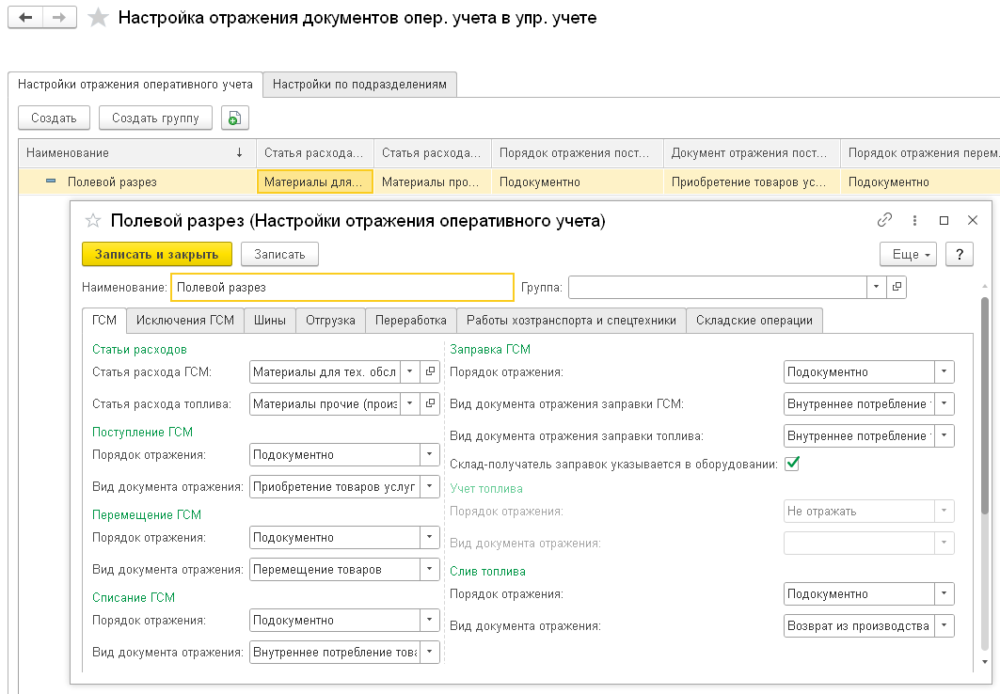 Настройка отражения документов опер. учета в упр. учете
Настройки отражения оперативного учета Настройки по подразделениям
Создать Создать группу
Наименование ↓ Статья расхода... Статья расхода... Порядок отражения пост... Документ отражения пост... Порядок отражения перем
Полевой разрез Материалы для... Материалы про... Подокументно Приобретение товаров ус... Подокументно
Полевой разрез (Настройки отражения оперативного учета)
Записать и закрыть Записать Еще ?
Наименование: Полевой разрез Группа:
ГСМ Исключения ГСМ Шины Отгрузка Переработка Работы хозтранспорта и спецтехники Складские операции
Статьи расходов
Статья расхода ГСМ: Материалы для тех. обсл
Статья расхода топлива: Материалы прочие (произ
Поступление ГСМ
Порядок отражения: Подокументно
Вид документа отражения: Приобретение товаров услуг
Перемещение ГСМ
Порядок отражения: Подокументно
Вид документа отражения: Перемещение товаров
Списание ГСМ
Порядок отражения: Подокументно
Вид документа отражения: Внутреннее потребление това
Заправка ГСМ
Порядок отражения: Подокументно
Вид документа отражения заправки ГСМ: Внутреннее потребление
Вид документа отражения заправки топлива: Внутреннее потребление
Склад-получатель заправок указывается в оборудовании:
Учет топлива
Порядок отражения: Не отражать
Вид документа отражения:
Слив топлива
Порядок отражения: Подокументно
Вид документа отражения: Возврат из производства